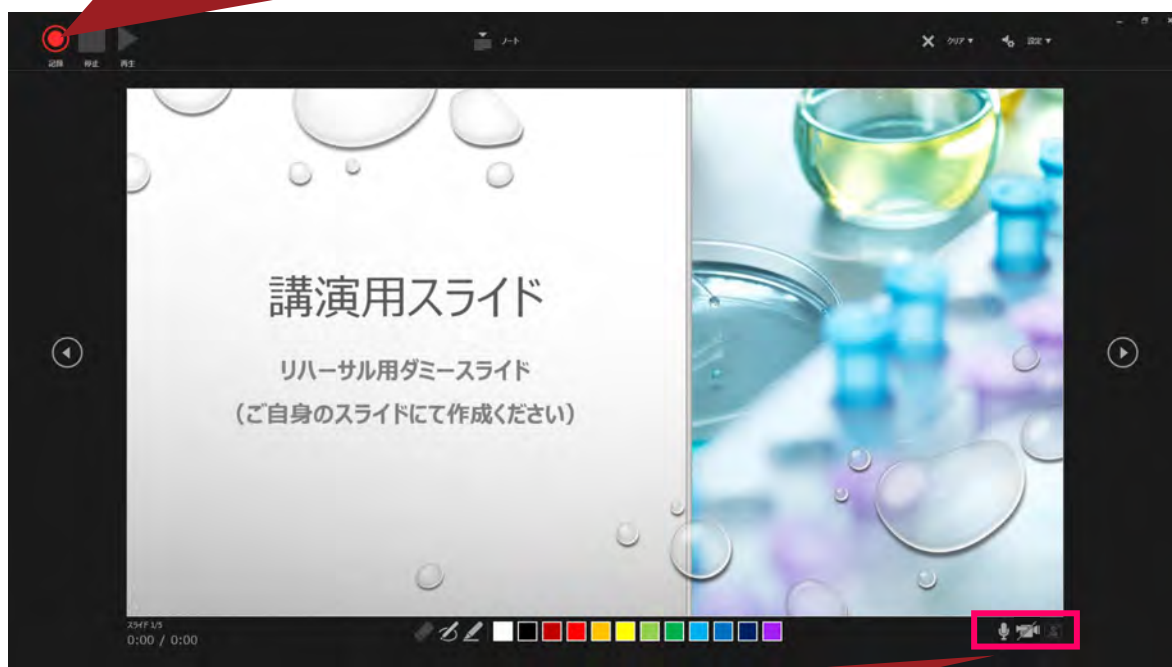 記録 停止 再生
ノート
クリア
設定
講演用スライド
リハーサル用ダミースライド
（ご自身のスライドにて作成ください）
スライド 1/5
0:00 / 0:00